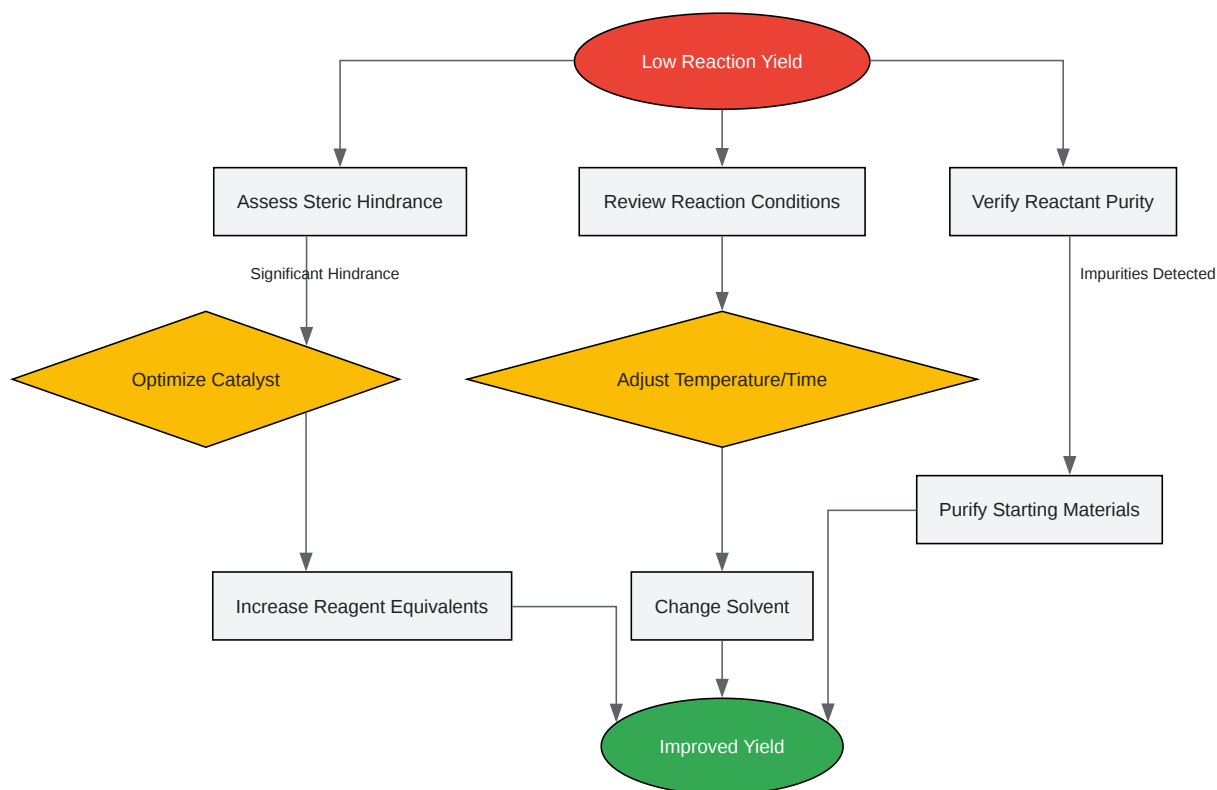 Low Reaction Yield
Assess Steric Hindrance
Review Reaction Conditions
Verify Reactant Purity
Significant Hindrance
Impurities Detected
Optimize Catalyst
Adjust Temperature/Time
Purify Starting Materials
Increase Reagent Equivalents
Change Solvent
Improved Yield